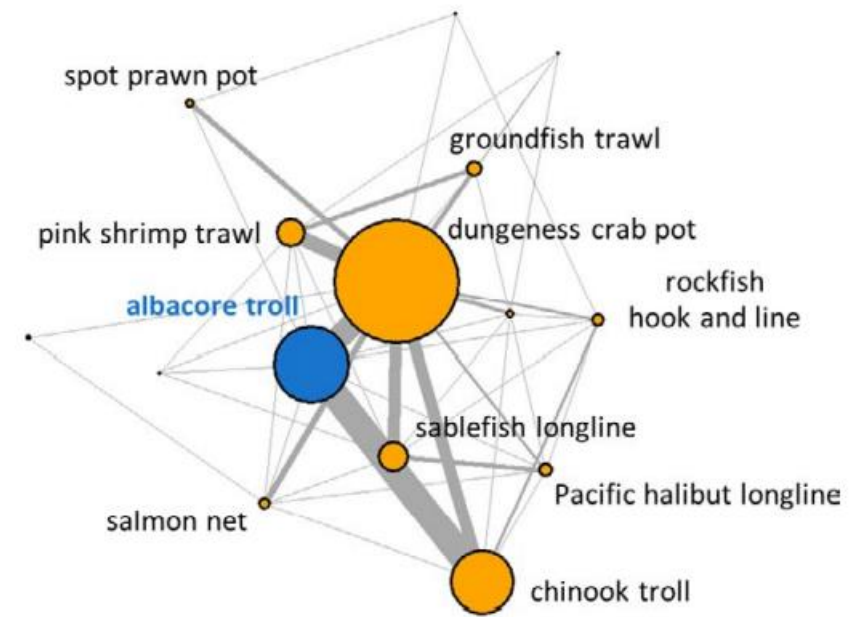 spot prawn pot
groundfish trawl
pink shrimp trawl
dungeness crab pot
rockfish
hook and line
albacore troll
sablefish longline
Pacific halibut longline
salmon net
chinook troll